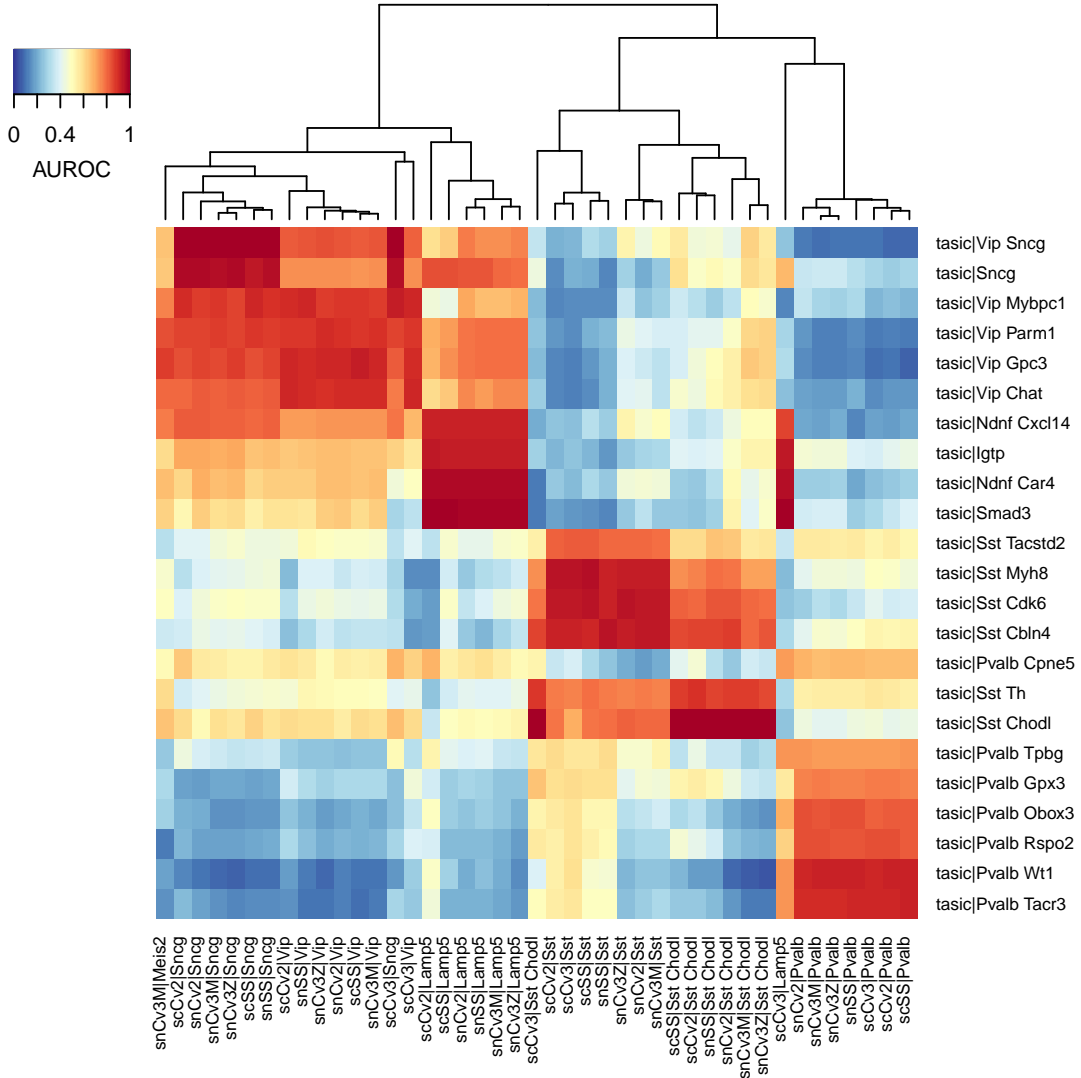 0 0.4 1
AUROC
tasic|Vip Sncg
tasic|Sncg
tasic|Vip Mybpc1
tasic|Vip Parm1
tasic|Vip Gpc3
tasic|Vip Chat
tasic|Ndnf Cxcl14
tasic|Igtp
tasic|Ndnf Car4
tasic|Smad3
tasic|Sst Tacstd2
tasic|Sst Myh8
tasic|Sst Cdk6
tasic|Sst Cbln4
tasic|Pvalb Cpne5
tasic|Sst Th
tasic|Sst Chodl
tasic|Pvalb Tpbg
tasic|Pvalb Gpx3
tasic|Pvalb Obox3
tasic|Pvalb Rspo2
tasic|Pvalb Wt1
tasic|Pvalb Tacr3
snCv3M|Meis2
scCv2|Sncg
snCv2|Sncg
snCv3M|Sncg
snCv3Z|Sncg
scSS|Sncg
snSS|Sncg
scCv2|Vip
snSS|Vip
snCv3Z|Vip
snCv2|Vip
scSS|Vip
snCv3M|Vip
scCv3|Sncg
scCv3|Vip
scCv2|Lamp5
scSS|Lamp5
snCv2|Lamp5
snSS|Lamp5
snCv3M|Lamp5
snCv3Z|Lamp5
scCv3|Sst Chodl
scCv2|Sst
scCv3|Sst
scSS|Sst
snSS|Sst
snCv3Z|Sst
snCv2|Sst
snCv3M|Sst
scSS|Sst Chodl
scCv2|Sst Chodl
snSS|Sst Chodl
snCv2|Sst Chodl
snCv3M|Sst Chodl
snCv3Z|Sst Chodl
scCv3|Lamp5
snCv2|Pvalb
snCv3M|Pvalb
snCv3Z|Pvalb
snSS|Pvalb
scCv3|Pvalb
scCv2|Pvalb
scSS|Pvalb